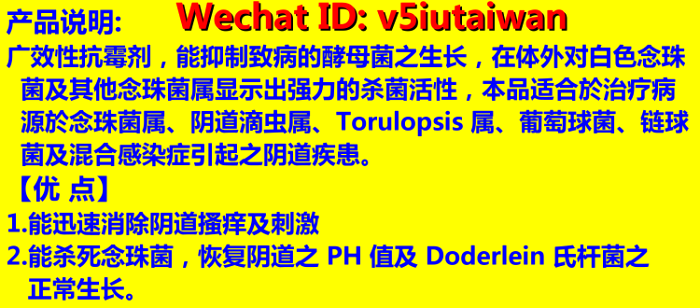 产品说明: Wechat ID: v5iutaiwan
广效性抗霉剂，能抑制致病的酵母菌之生长，在体外对白色念珠
菌及其他念珠菌属显示出强力的杀菌活性，本品适合於治疗病
源於念珠菌属、阴道滴虫属、Torulopsis 属、葡萄球菌、链球
菌及混合感染症引起之阴道疾患。
【优 点】
1.能迅速消除阴道搔痒及刺激
2.能杀死念珠菌，恢复阴道之 PH 值及 Doderlein 氏杆菌之
正常生长。